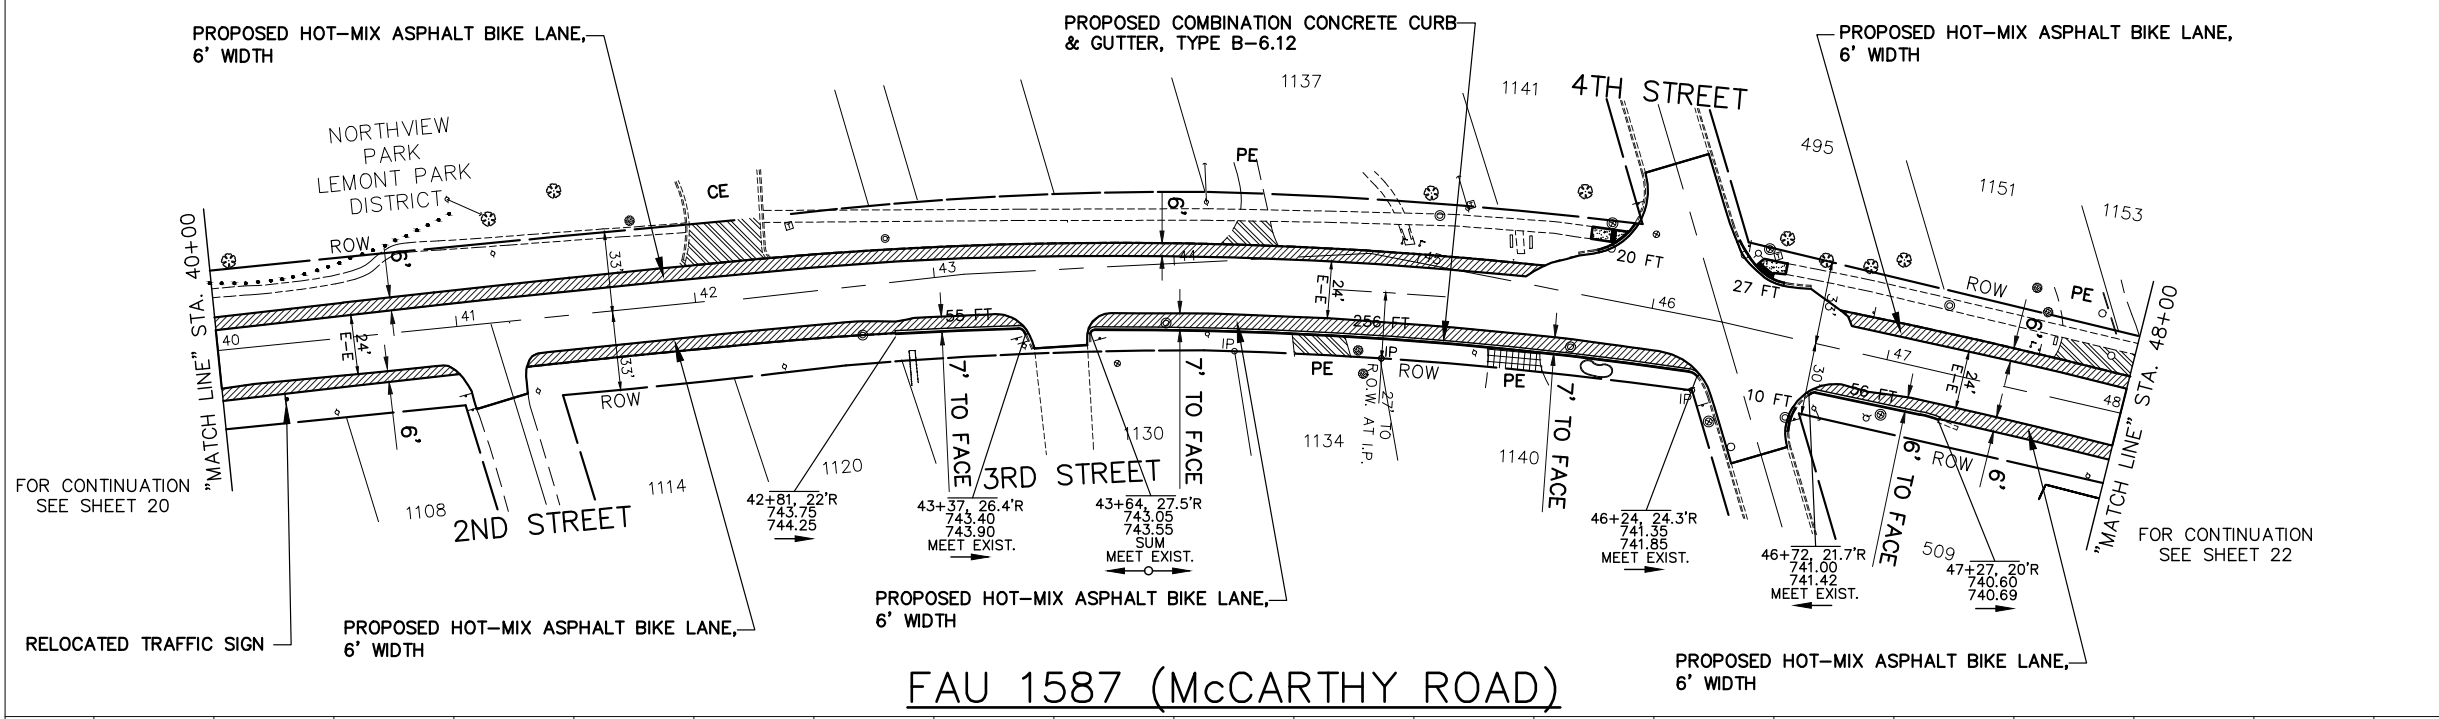 PROPOSED HOT-MIX ASPHALT BIKE LANE,
6' WIDTH
PROPOSED COMBINATION CONCRETE CURB
& GUTTER, TYPE B-6.12
PROPOSED HOT-MIX ASPHALT BIKE LANE,
6' WIDTH
NORTHVIEW
PARK
LEMONT PARK
DISTRICT
CE
PE
1137
1141
4TH STREET
495
1151
1153
"MATCH LINE" STA. 40+00
ROW
6'
33'
6'
20 FT
27 FT
33'
ROW
PE
6'
"MATCH LINE" STA. 48+00
40
41
42
43
44
45
46
47
48
24'
E-E
24'
E-E
24'
E-E
55 FT
256 FT
10 FT
56 FT
30'
33'
ROW
6'
IP
IP
IP
PE
ROW
PE
27' TO
R.O.W. AT I.P.
7' TO FACE
7' TO FACE
7' TO FACE
6' TO FACE
ROW
6'
1108
1114
1120
1130
1134
1140
509
2ND STREET
3RD STREET
FOR CONTINUATION
SEE SHEET 20
FOR CONTINUATION
SEE SHEET 22
42+81, 22'R
743.75
744.25
43+37, 26.4'R
743.40
743.90
MEET EXIST.
43+64, 27.5'R
743.05
743.55
SUM
MEET EXIST.
46+24, 24.3'R
741.35
741.85
MEET EXIST.
46+72, 21.7'R
741.00
741.42
MEET EXIST.
47+27, 20'R
740.60
740.69
RELOCATED TRAFFIC SIGN
PROPOSED HOT-MIX ASPHALT BIKE LANE,
6' WIDTH
PROPOSED HOT-MIX ASPHALT BIKE LANE,
6' WIDTH
PROPOSED HOT-MIX ASPHALT BIKE LANE,
6' WIDTH
FAU 1587 (McCARTHY ROAD)